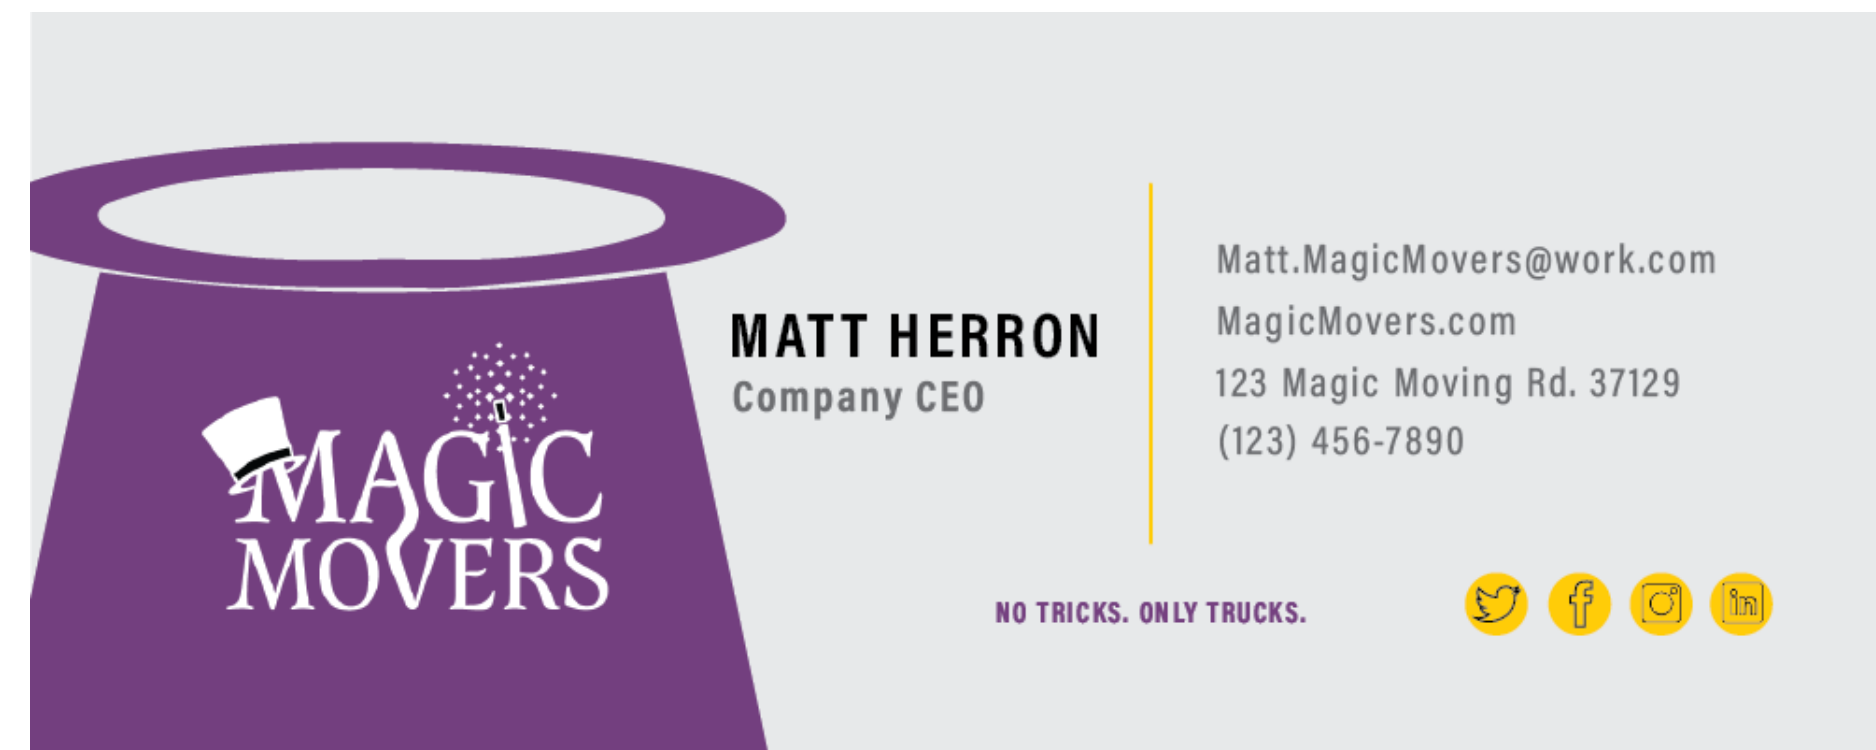 MAGIC
MOVERS
MATT HERRON
Company CEO
Matt.MagicMovers@work.com
MagicMovers.com
123 Magic Moving Rd. 37129
(123) 456-7890
NO TRICKS. ONLY TRUCKS.
in